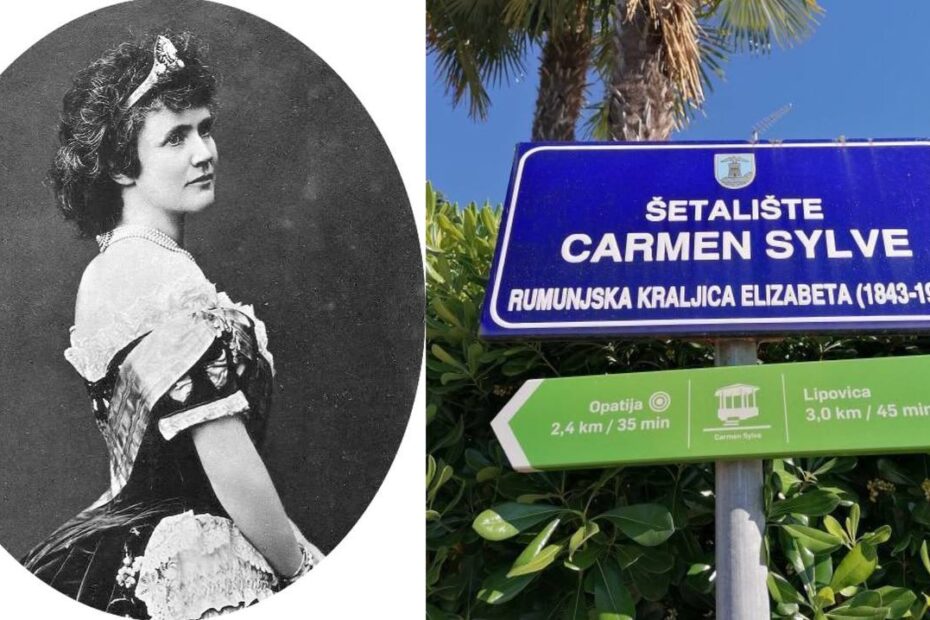 ŠETALIŠTE
CARMEN SYLVE
RUMUNJSKA KRALJICA ELIZABETA (1843-19
Opatija
2,4 km / 35 min
Carmen Sylve
Lipovica
3,0 km / 45 min